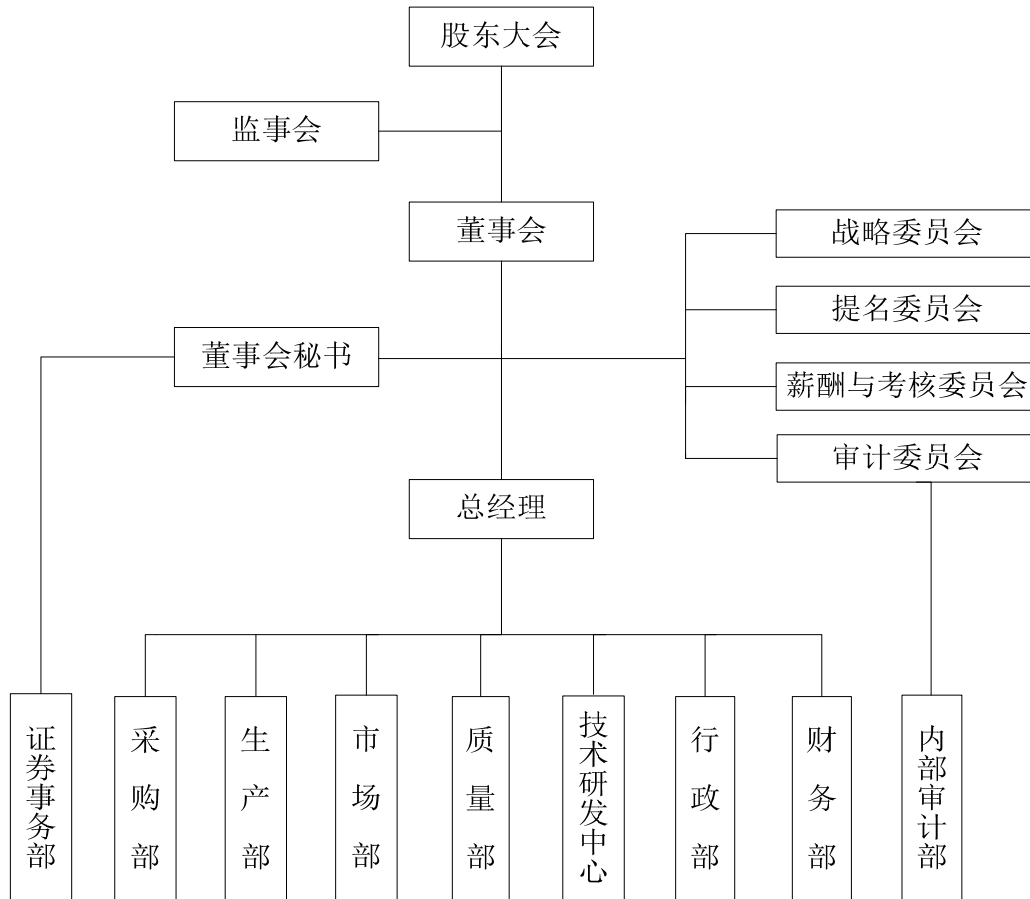 股东大会
监事会
董事会
战略委员会
提名委员会
董事会秘书
薪酬与考核委员会
审计委员会
总经理
证券事务部
采购部
生产部
市场部
质量部
技术研发中心
行政部
财务部
内部审计部